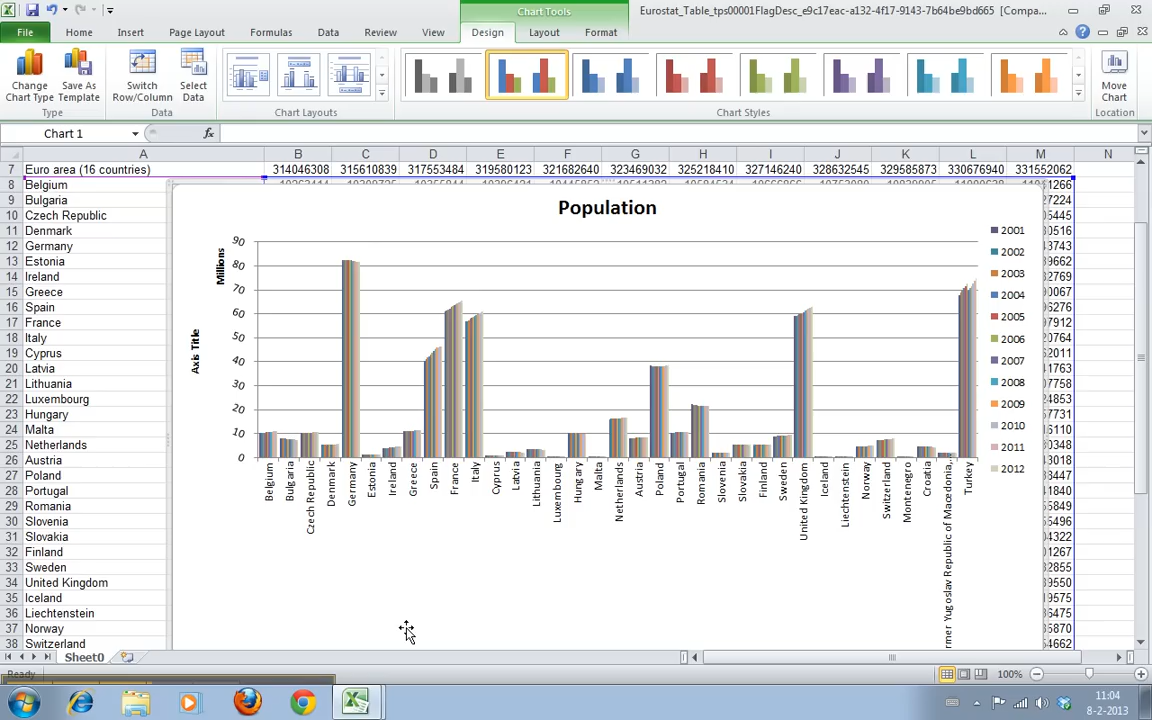 Chart Tools
Eurostat_Table_tps00001FlagDesc_e9c17eac-a132-4f17-9143-7b64be9bd665 [Compa...
File Home Insert Page Layout Formulas Data Review View Design Layout Format
Change Chart Type
Save As Template
Switch Row/Column
Select Data
Move Chart
Type Data Chart Layouts Chart Styles Location
Chart 1 fx
A B C D E F G H I J K L M N
7 Euro area (16 countries) 314046308 315610839 317553484 319580123 321682640 323469032 325218410 327146240 328632545 329585873 330676940 331552062
8 Belgium
9 Bulgaria
10 Czech Republic
11 Denmark
12 Germany
13 Estonia
14 Ireland
15 Greece
16 Spain
17 France
18 Italy
19 Cyprus
20 Latvia
21 Lithuania
22 Luxembourg
23 Hungary
24 Malta
25 Netherlands
26 Austria
27 Poland
28 Portugal
29 Romania
30 Slovenia
31 Slovakia
32 Finland
33 Sweden
34 United Kingdom
35 Iceland
36 Liechtenstein
37 Norway
38 Switzerland
Population
Millions
Axis Title
90
80
70
60
50
40
30
20
10
0
Belgium
Bulgaria
Czech Republic
Denmark
Germany
Estonia
Ireland
Greece
Spain
France
Italy
Cyprus
Latvia
Lithuania
Luxembourg
Hungary
Malta
Netherlands
Austria
Poland
Portugal
Romania
Slovenia
Slovakia
Finland
Sweden
United Kingdom
Iceland
Liechtenstein
Norway
Switzerland
Montenegro
Croatia
rmer Yugoslav Republic of Macedonia,
Turkey
2001
2002
2003
2004
2005
2006
2007
2008
2009
2010
2011
2012
Sheet0
Ready
100%
11:04
8-2-2013